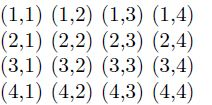 (1,1) (1,2) (1,3) (1,4)
(2,1) (2,2) (2,3) (2,4)
(3,1) (3,2) (3,3) (3,4)
(4,1) (4,2) (4,3) (4,4)